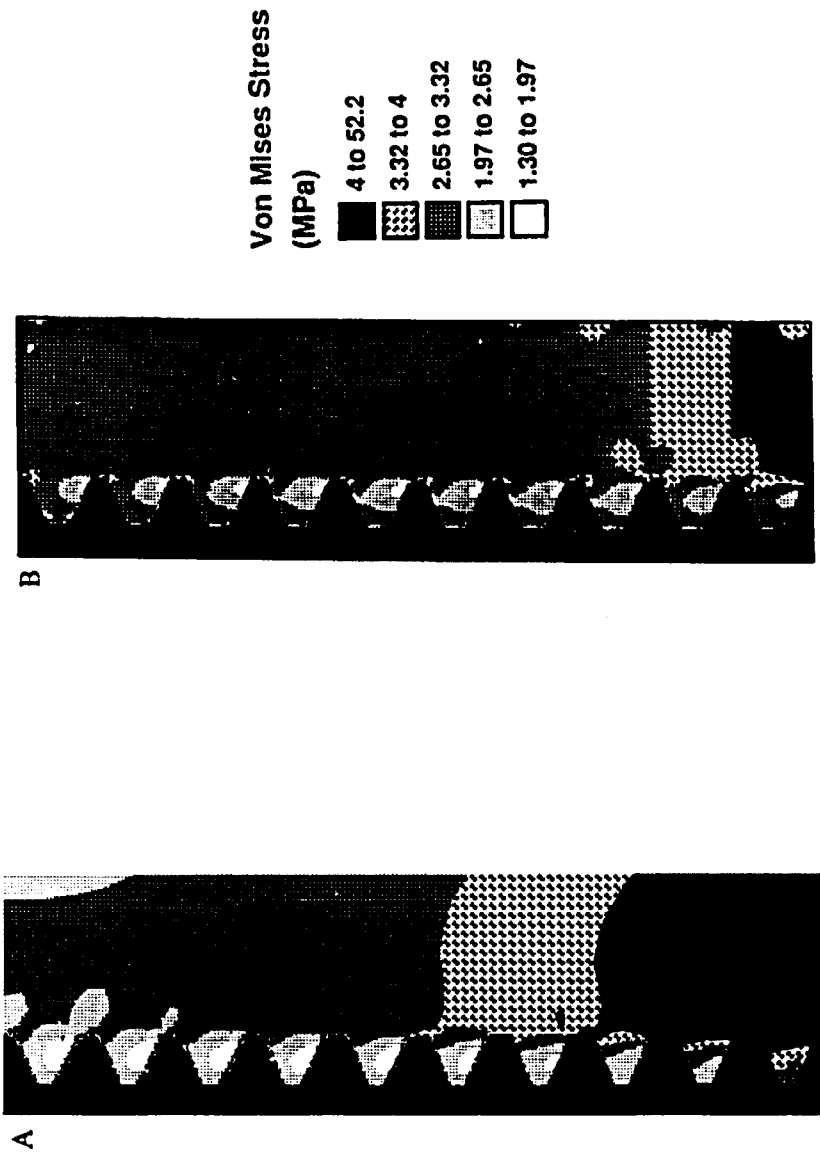 A
B
Von Mises Stress
(MPa)
4 to 52.2
3.32 to 4
2.65 to 3.32
1.97 to 2.65
1.30 to 1.97